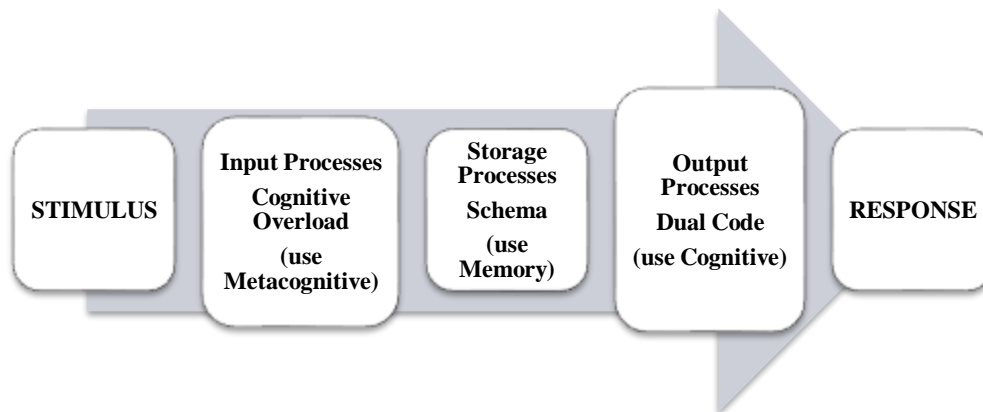 STIMULUS
Input Processes
Cognitive
Overload
(use
Metacognitive)
Storage
Processes
Schema
(use
Memory)
Output
Processes
Dual Code
(use Cognitive)
RESPONSE